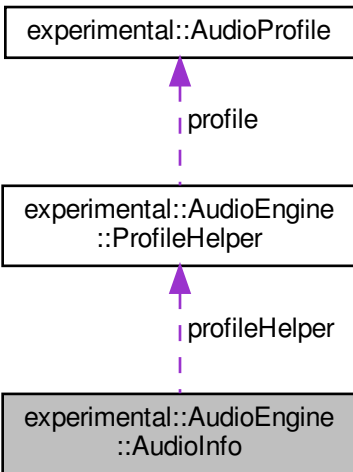 experimental::AudioProfile
profile
experimental::AudioEngine
::ProfileHelper
profileHelper
experimental::AudioEngine
::AudioInfo